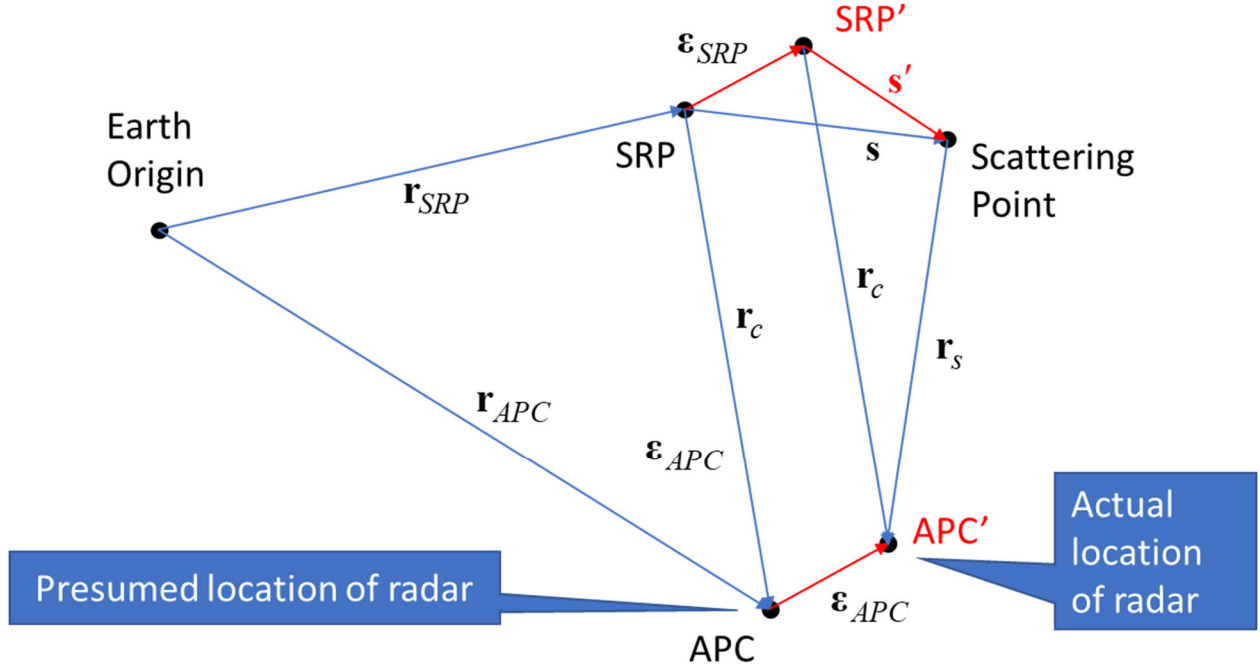 SRP’
𝛆SRP
s′
Earth
Origin
SRP
s
Scattering
Point
rSRP
rc
rc
rs
rAPC
𝛆APC
Actual
location
of radar
APC’
Presumed location of radar
𝛆APC
APC